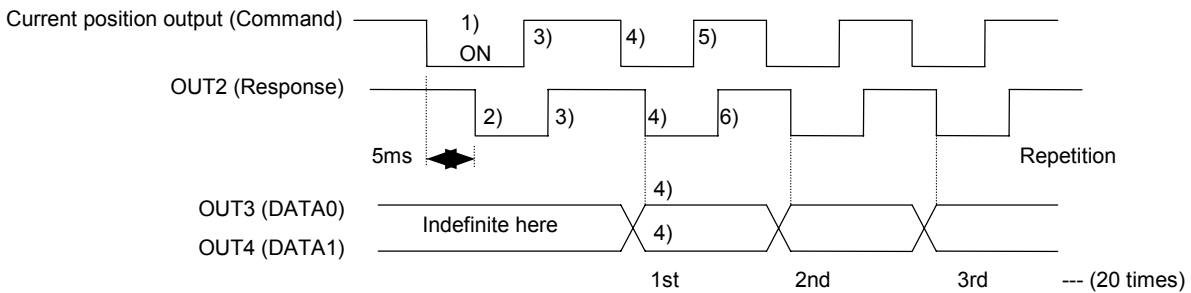 Current position output (Command)
1)
ON
3)
4)
5)
OUT2 (Response)
2)
3)
4)
6)
5ms
Repetition
4)
OUT3 (DATA0)
Indefinite here
OUT4 (DATA1)
4)
1st
2nd
3rd
--- (20 times)